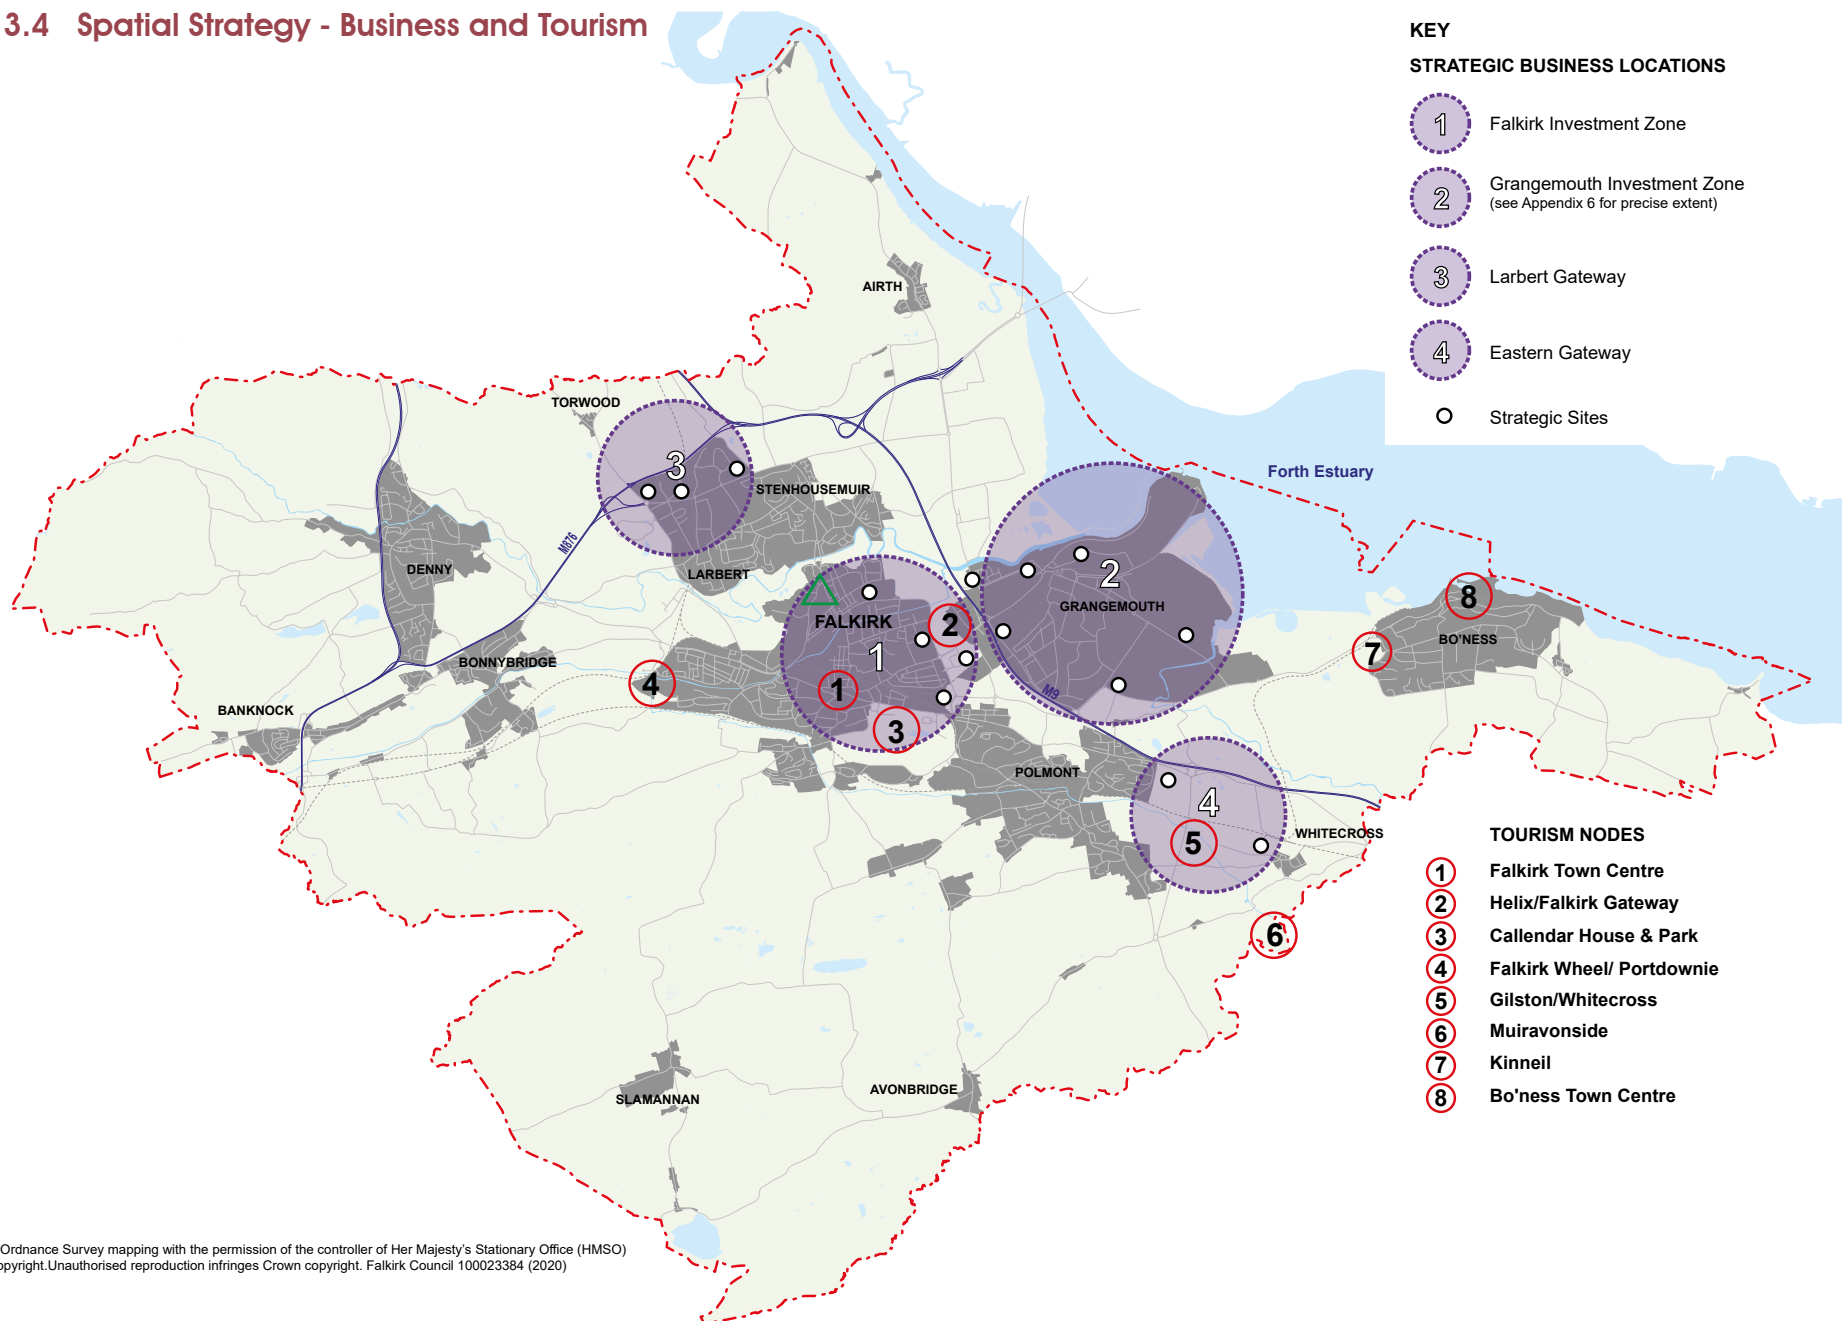 3.4 Spatial Strategy - Business and Tourism
KEY
STRATEGIC BUSINESS LOCATIONS
1 Falkirk Investment Zone
2 Grangemouth Investment Zone
(see Appendix 6 for precise extent)
3 Larbert Gateway
4 Eastern Gateway
Strategic Sites
AIRTH
TORWOOD
3
STENHOUSEMUIR
Forth Estuary
M876
DENNY
LARBERT
2
GRANGEMOUTH
8
BO'NESS
FALKIRK
2
1
7
BONNYBRIDGE
4
1
M9
3
BANKNOCK
POLMONT
4
WHITECROSS
5
6
SLAMANNAN
AVONBRIDGE
TOURISM NODES
1 Falkirk Town Centre
2 Helix/Falkirk Gateway
3 Callendar House & Park
4 Falkirk Wheel/ Portdownie
5 Gilston/Whitecross
6 Muiravonside
7 Kinneil
8 Bo'ness Town Centre
Ordnance Survey mapping with the permission of the controller of Her Majesty's Stationary Office (HMSO)
opyright.Unauthorised reproduction infringes Crown copyright. Falkirk Council 100023384 (2020)